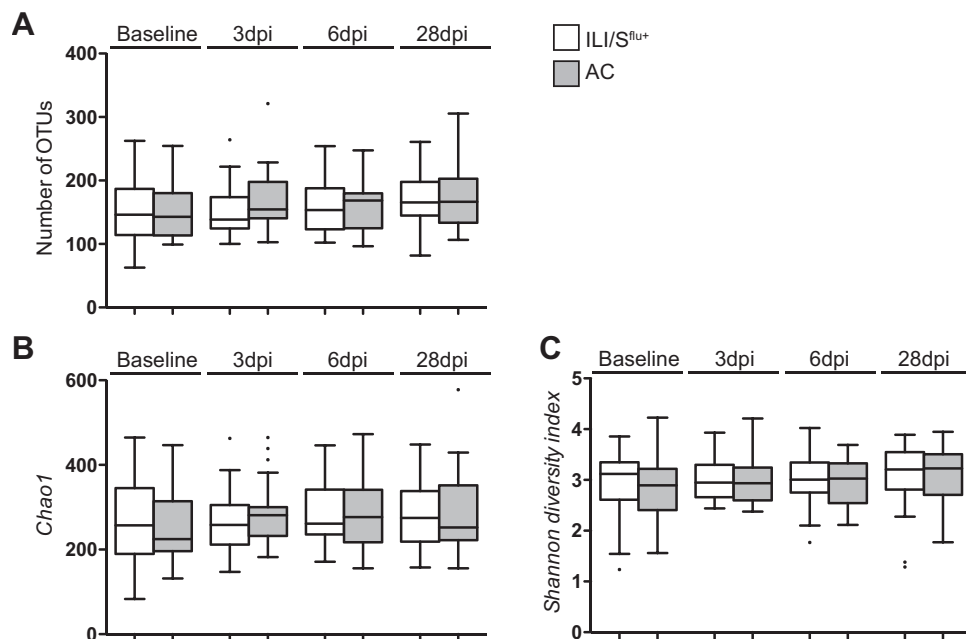 A
Baseline 3dpi 6dpi 28dpi
ILI/S^flu+
AC
Number of OTUs
400
300
200
100
0
B
Baseline 3dpi 6dpi 28dpi
Chao1
600
400
200
0
C
Baseline 3dpi 6dpi 28dpi
Shannon diversity index
5
4
3
2
1
0